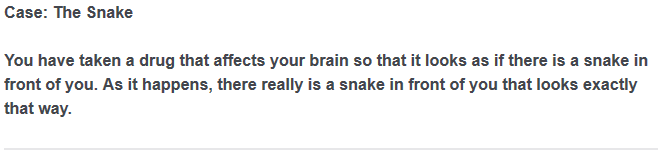 Case: The Snake
You have taken a drug that affects your brain so that it looks as if there is a snake in
front of you. As it happens, there really is a snake in front of you that looks exactly
that way.